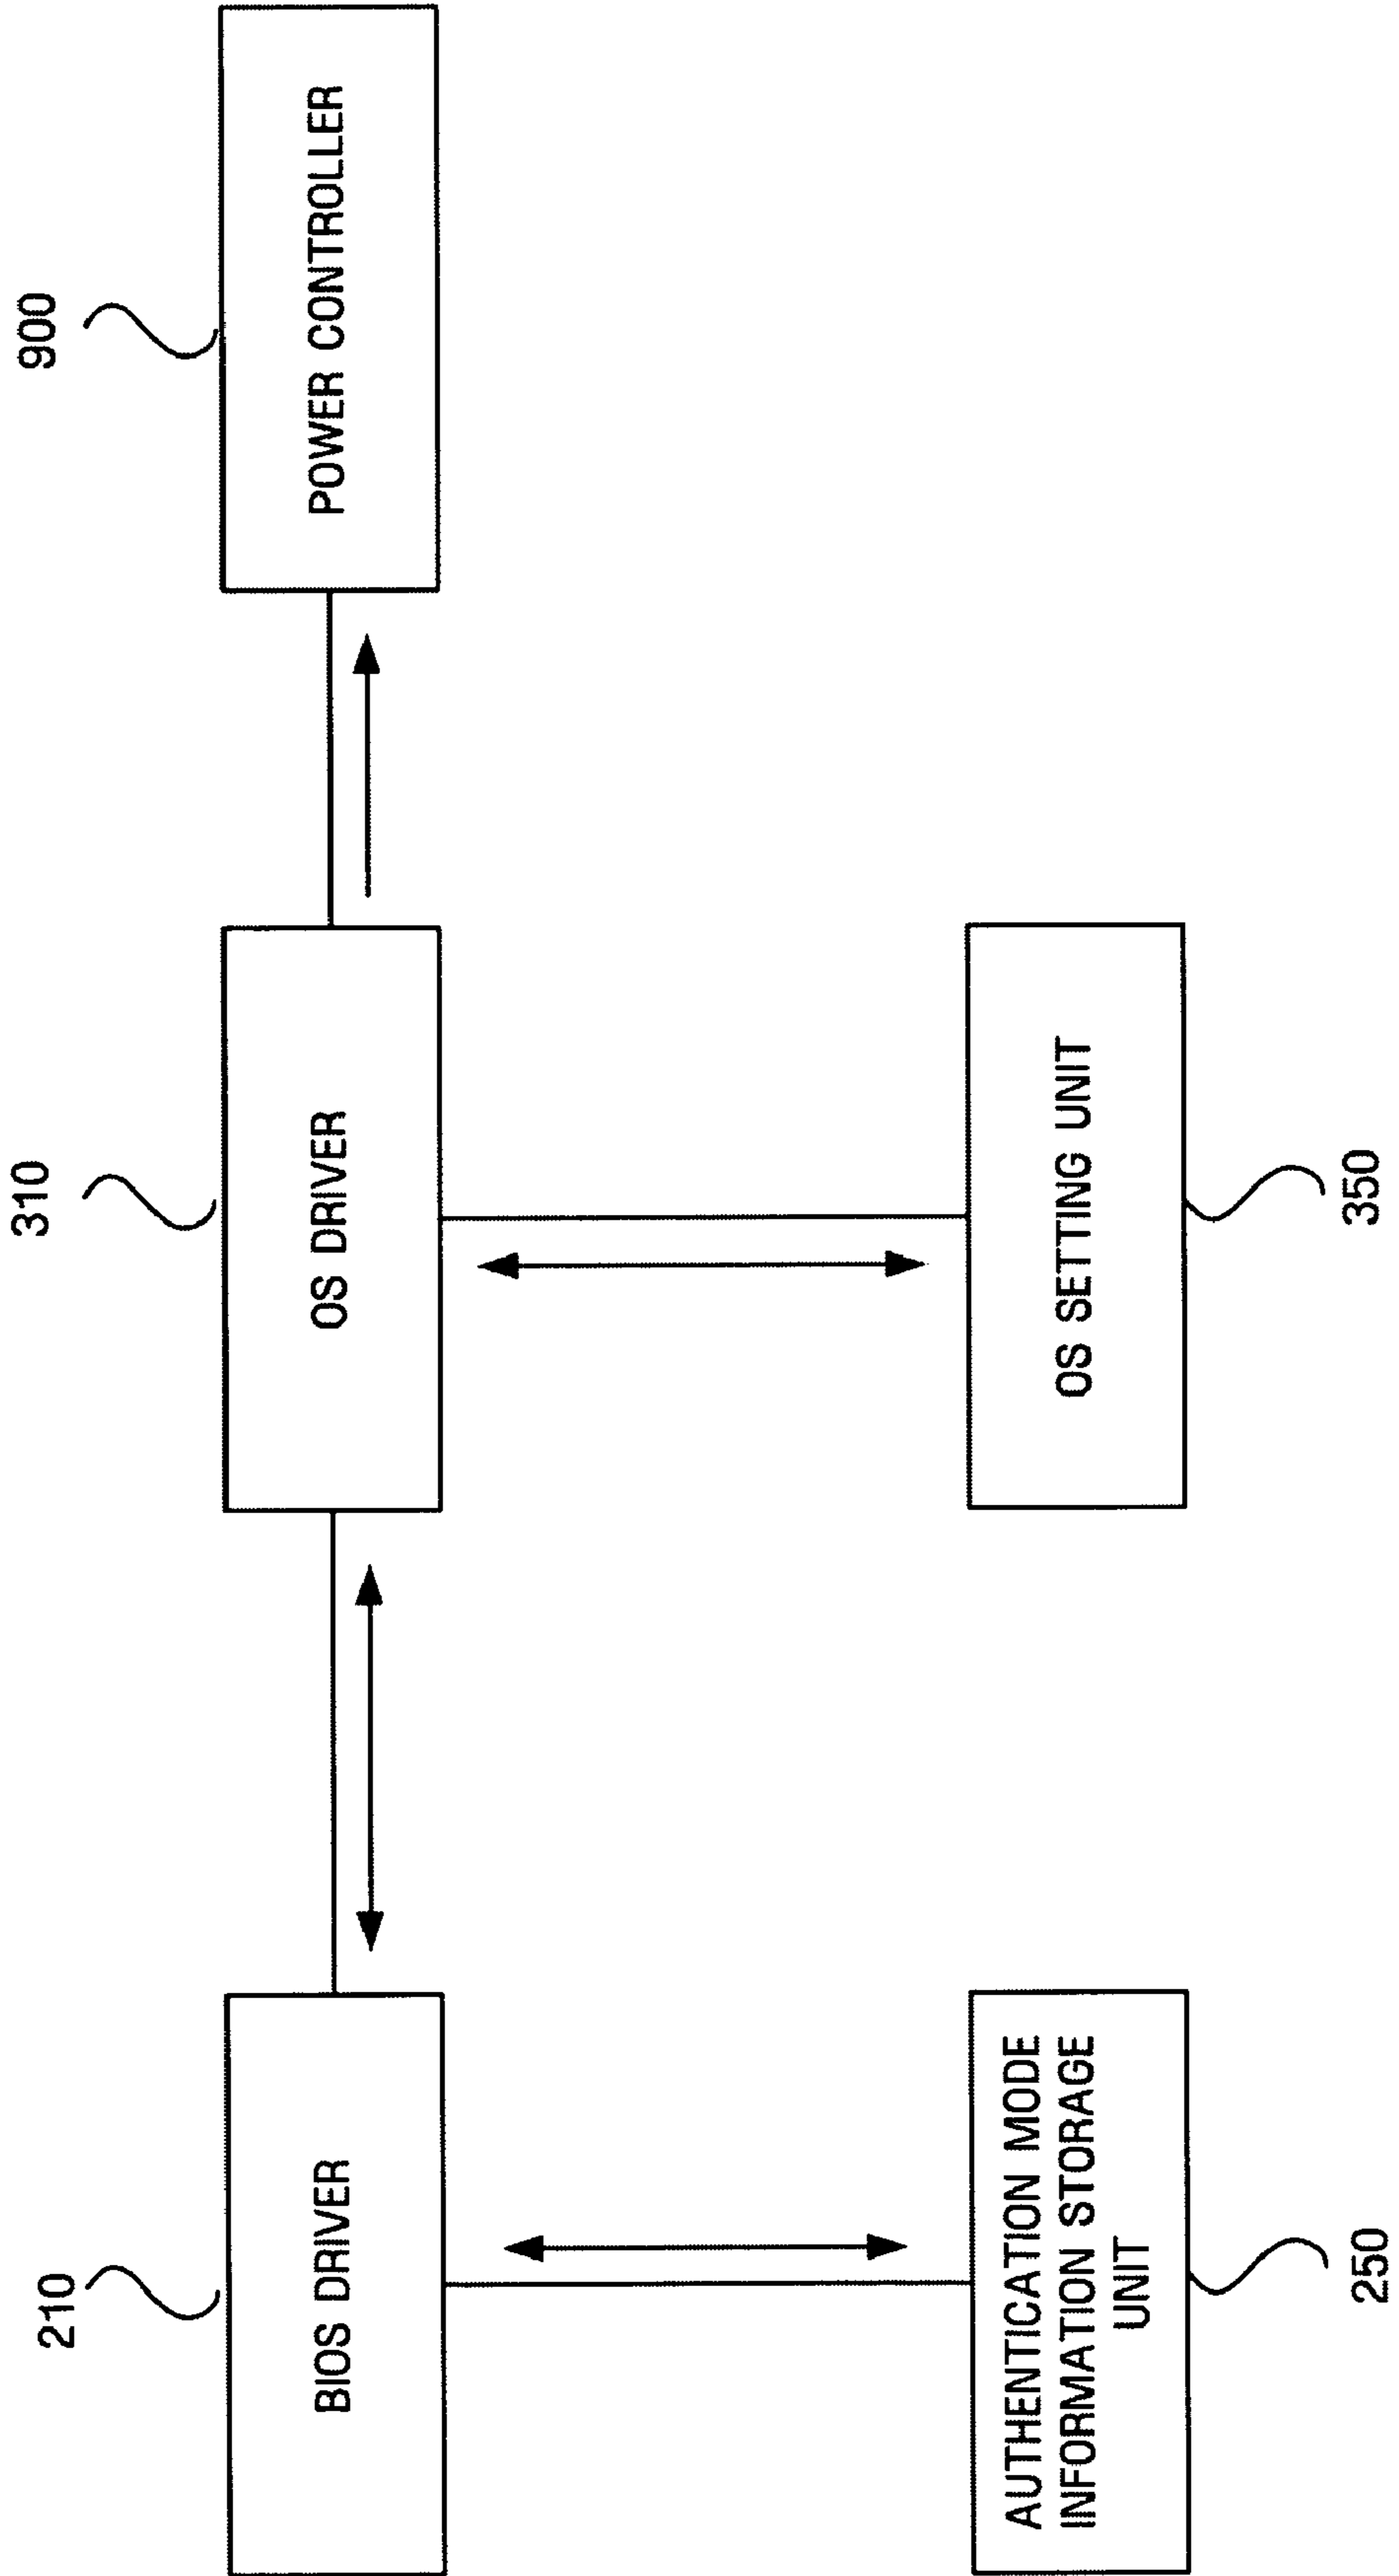 210
310
900
BIOS DRIVER
OS DRIVER
POWER CONTROLLER
AUTHENTICATION MODE
INFORMATION STORAGE
UNIT
OS SETTING UNIT
250
350